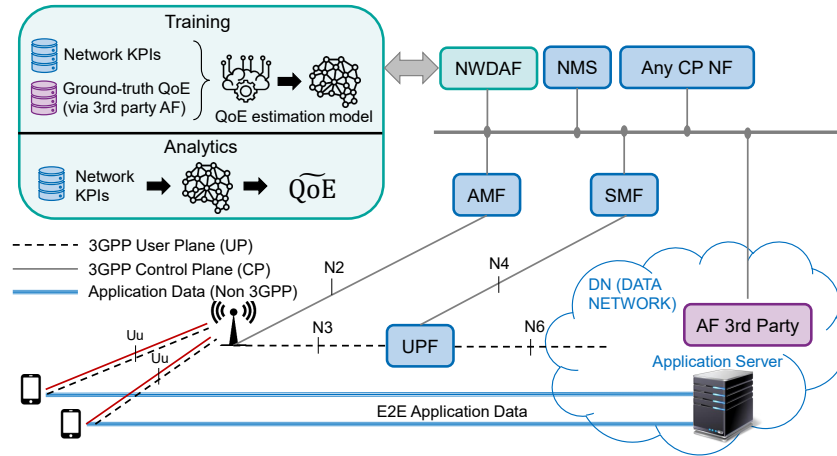 Training
Network KPIs
Ground-truth QoE
(via 3rd party AF)
QoE estimation model
Analytics
Network
KPIs
Q͠oE
NWDAF
NMS
Any CP NF
AMF
SMF
3GPP User Plane (UP)
3GPP Control Plane (CP)
Application Data (Non 3GPP)
N2
N4
DN (DATA
NETWORK)
Uu
Uu
N3
UPF
N6
AF 3rd Party
Application Server
E2E Application Data